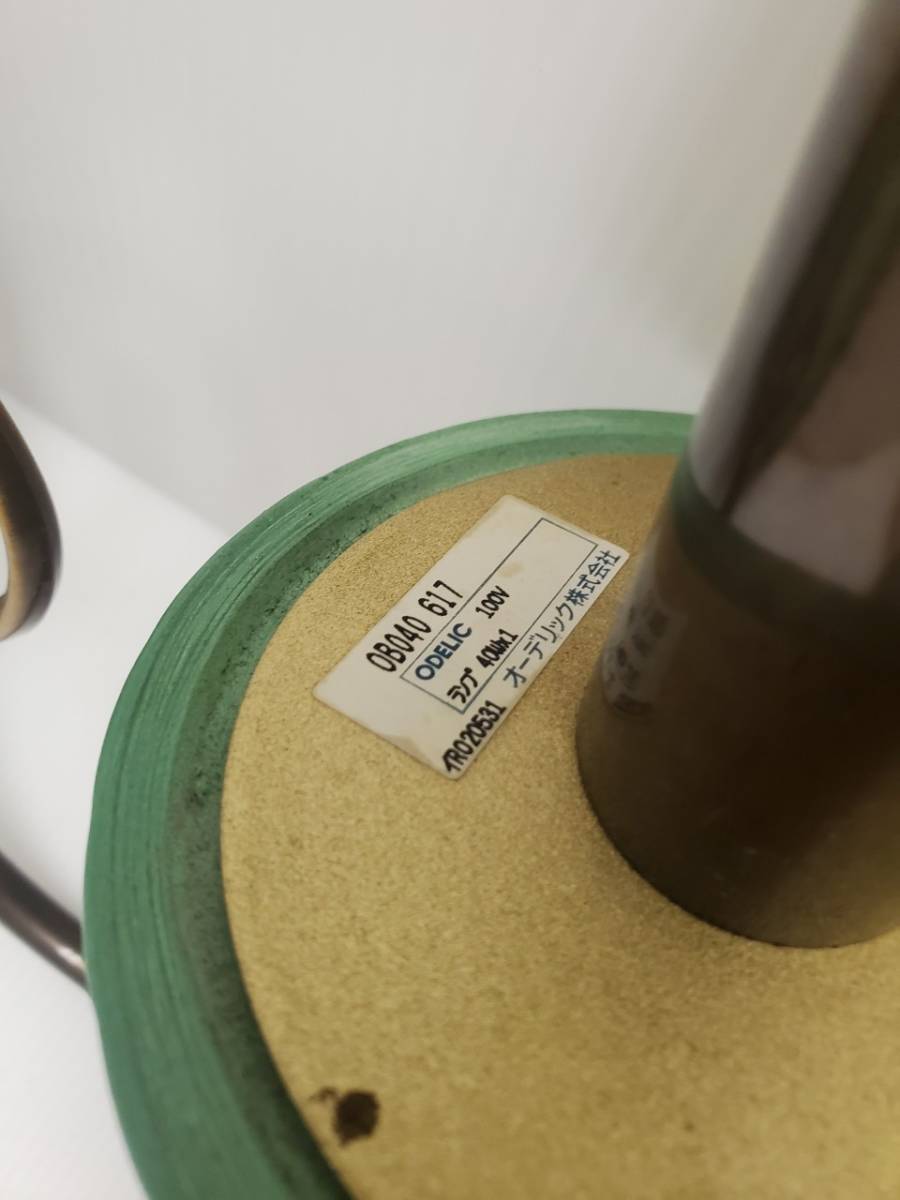 OB040 617
ODELIC 100V
ランプ 40W×1
オーデリック株式会社
1R020531